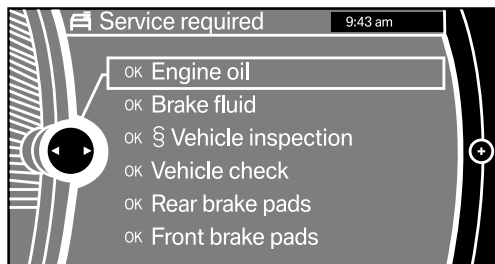 Service required 9:43 am
OK Engine oil
OK Brake fluid
OK § Vehicle inspection
OK Vehicle check
OK Rear brake pads
OK Front brake pads